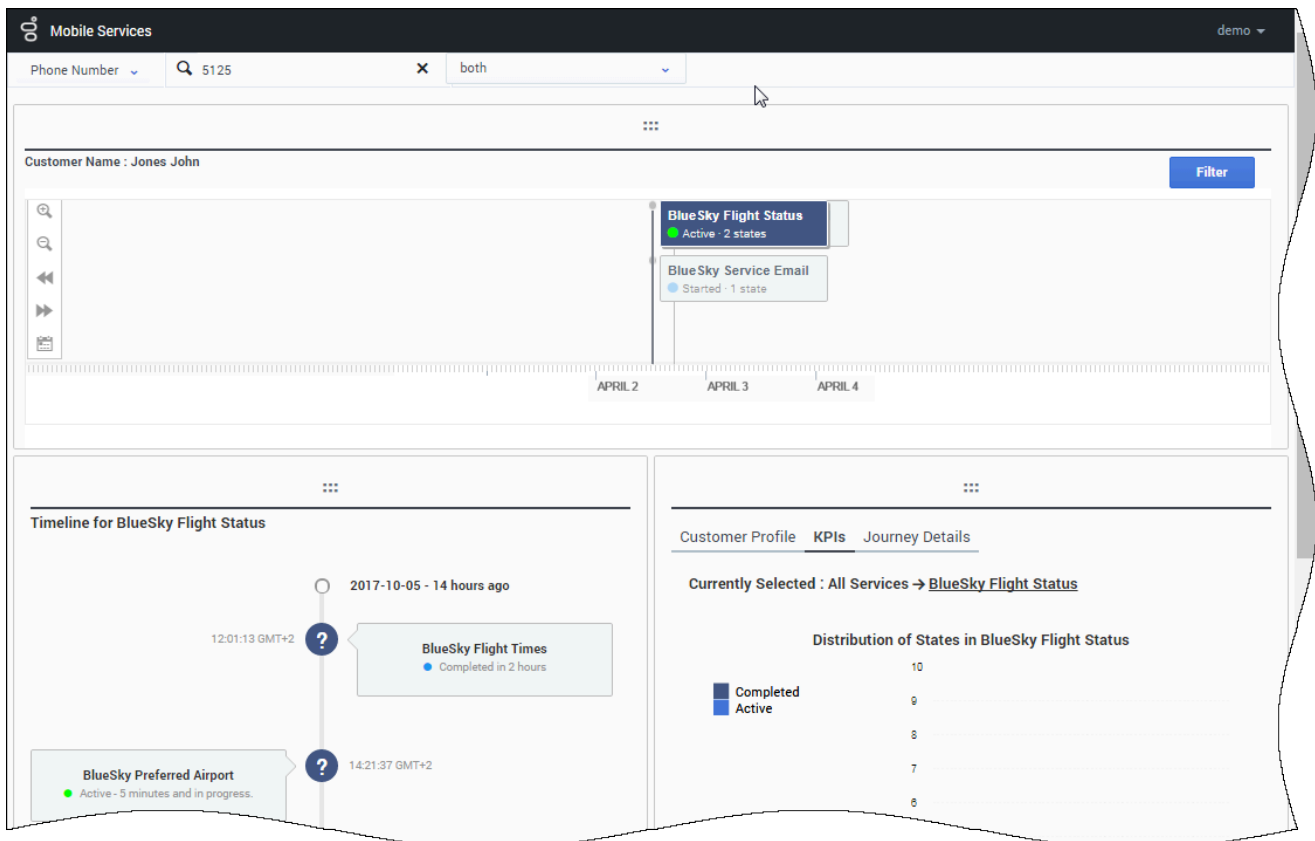 Mobile Services
demo
Phone Number
5125
both
Customer Name : Jones John
Filter
BlueSky Flight Status
Active · 2 states
BlueSky Service Email
Started · 1 state
APRIL 2
APRIL 3
APRIL 4
Timeline for BlueSky Flight Status
2017-10-05 - 14 hours ago
12:01:13 GMT+2
BlueSky Flight Times
Completed in 2 hours
BlueSky Preferred Airport
Active - 5 minutes and in progress.
14:21:37 GMT+2
Customer Profile KPIs Journey Details
Currently Selected : All Services → BlueSky Flight Status
Distribution of States in BlueSky Flight Status
Completed
Active
10
9
8
7
6